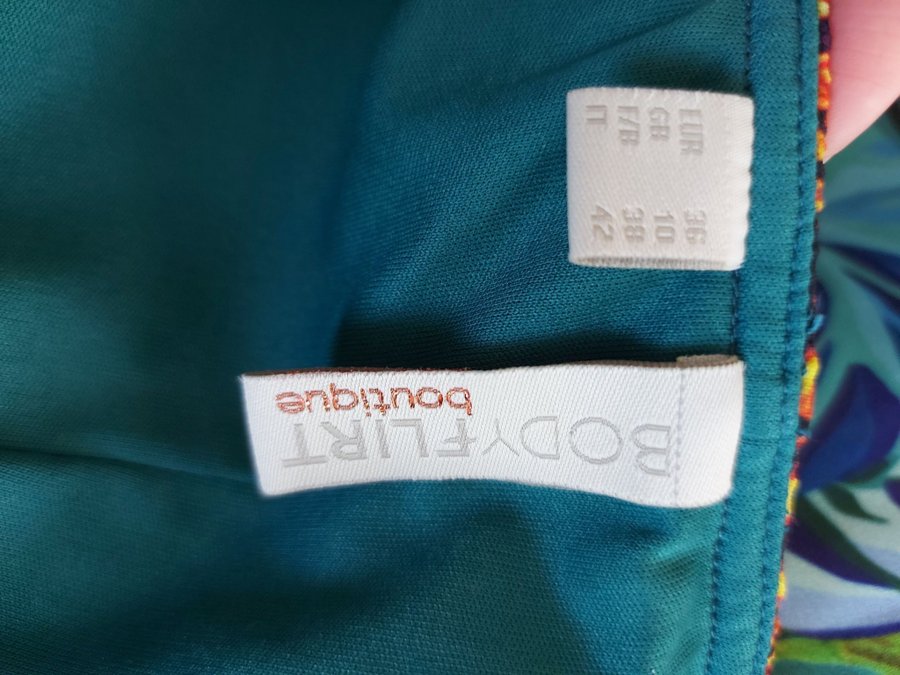 EUR 36
GB 10
F/B 38
IT 42
BODYFLIRT
boutique